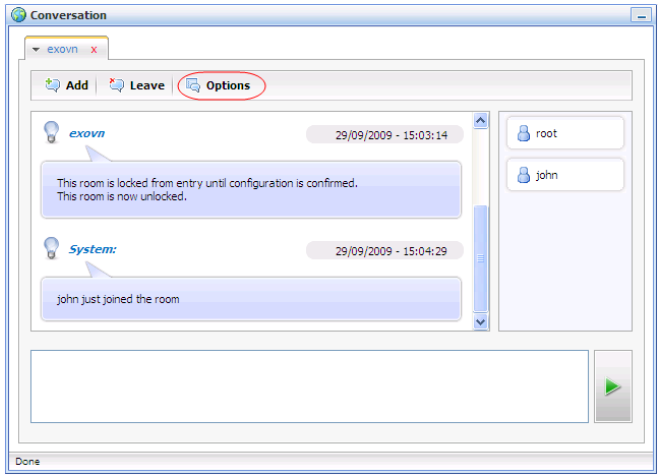 Conversation
exovn x
Add Leave Options
exovn 29/09/2009 - 15:03:14
This room is locked from entry until configuration is confirmed.
This room is now unlocked.
System: 29/09/2009 - 15:04:29
john just joined the room
root
john
Done